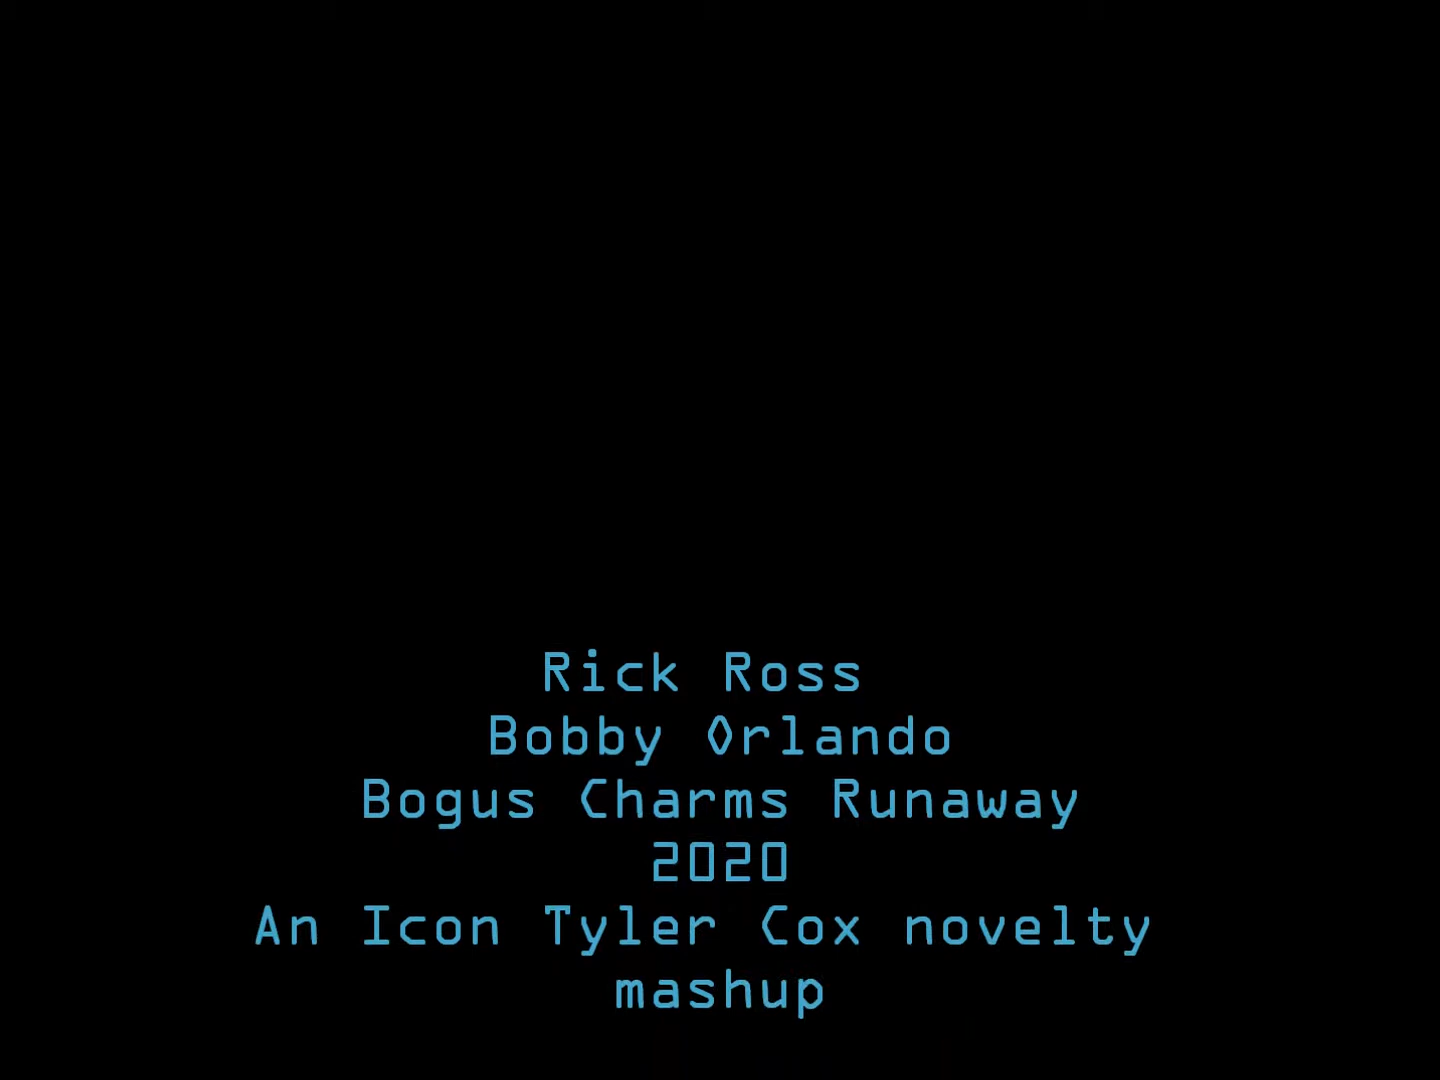 Rick Ross
Bobby Orlando
Bogus Charms Runaway
2020
An Icon Tyler Cox novelty
mashup